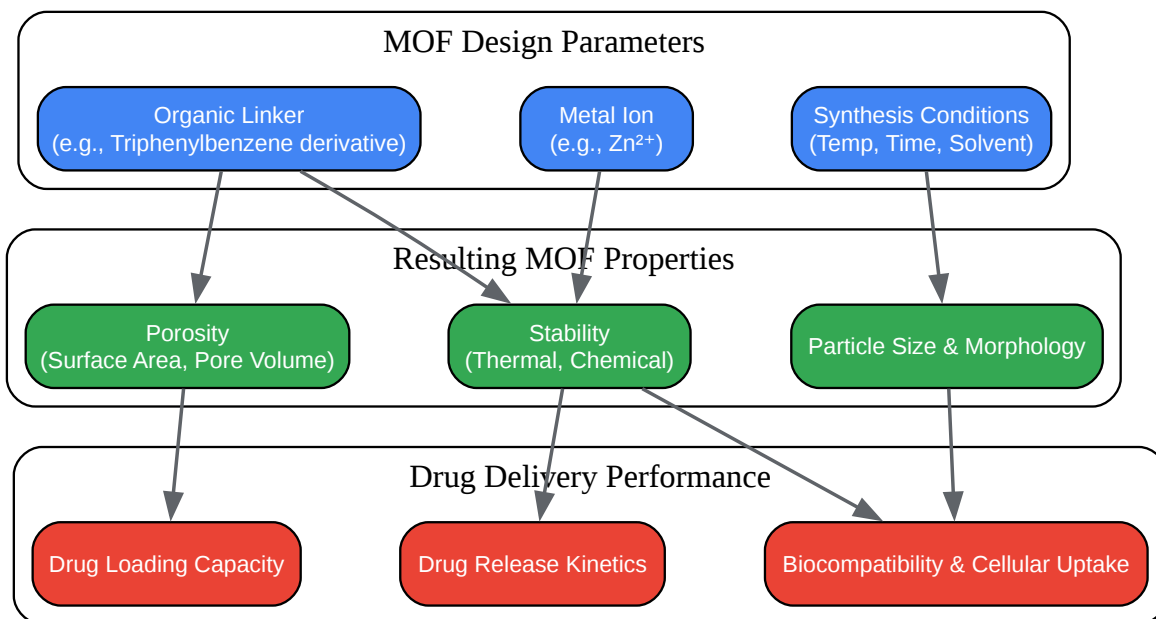 MOF Design Parameters
Organic Linker
(e.g., Triphenylbenzene derivative)
Metal Ion
(e.g., Zn²⁺)
Synthesis Conditions
(Temp, Time, Solvent)
Resulting MOF Properties
Porosity
(Surface Area, Pore Volume)
Stability
(Thermal, Chemical)
Particle Size & Morphology
Drug Delivery Performance
Drug Loading Capacity
Drug Release Kinetics
Biocompatibility & Cellular Uptake